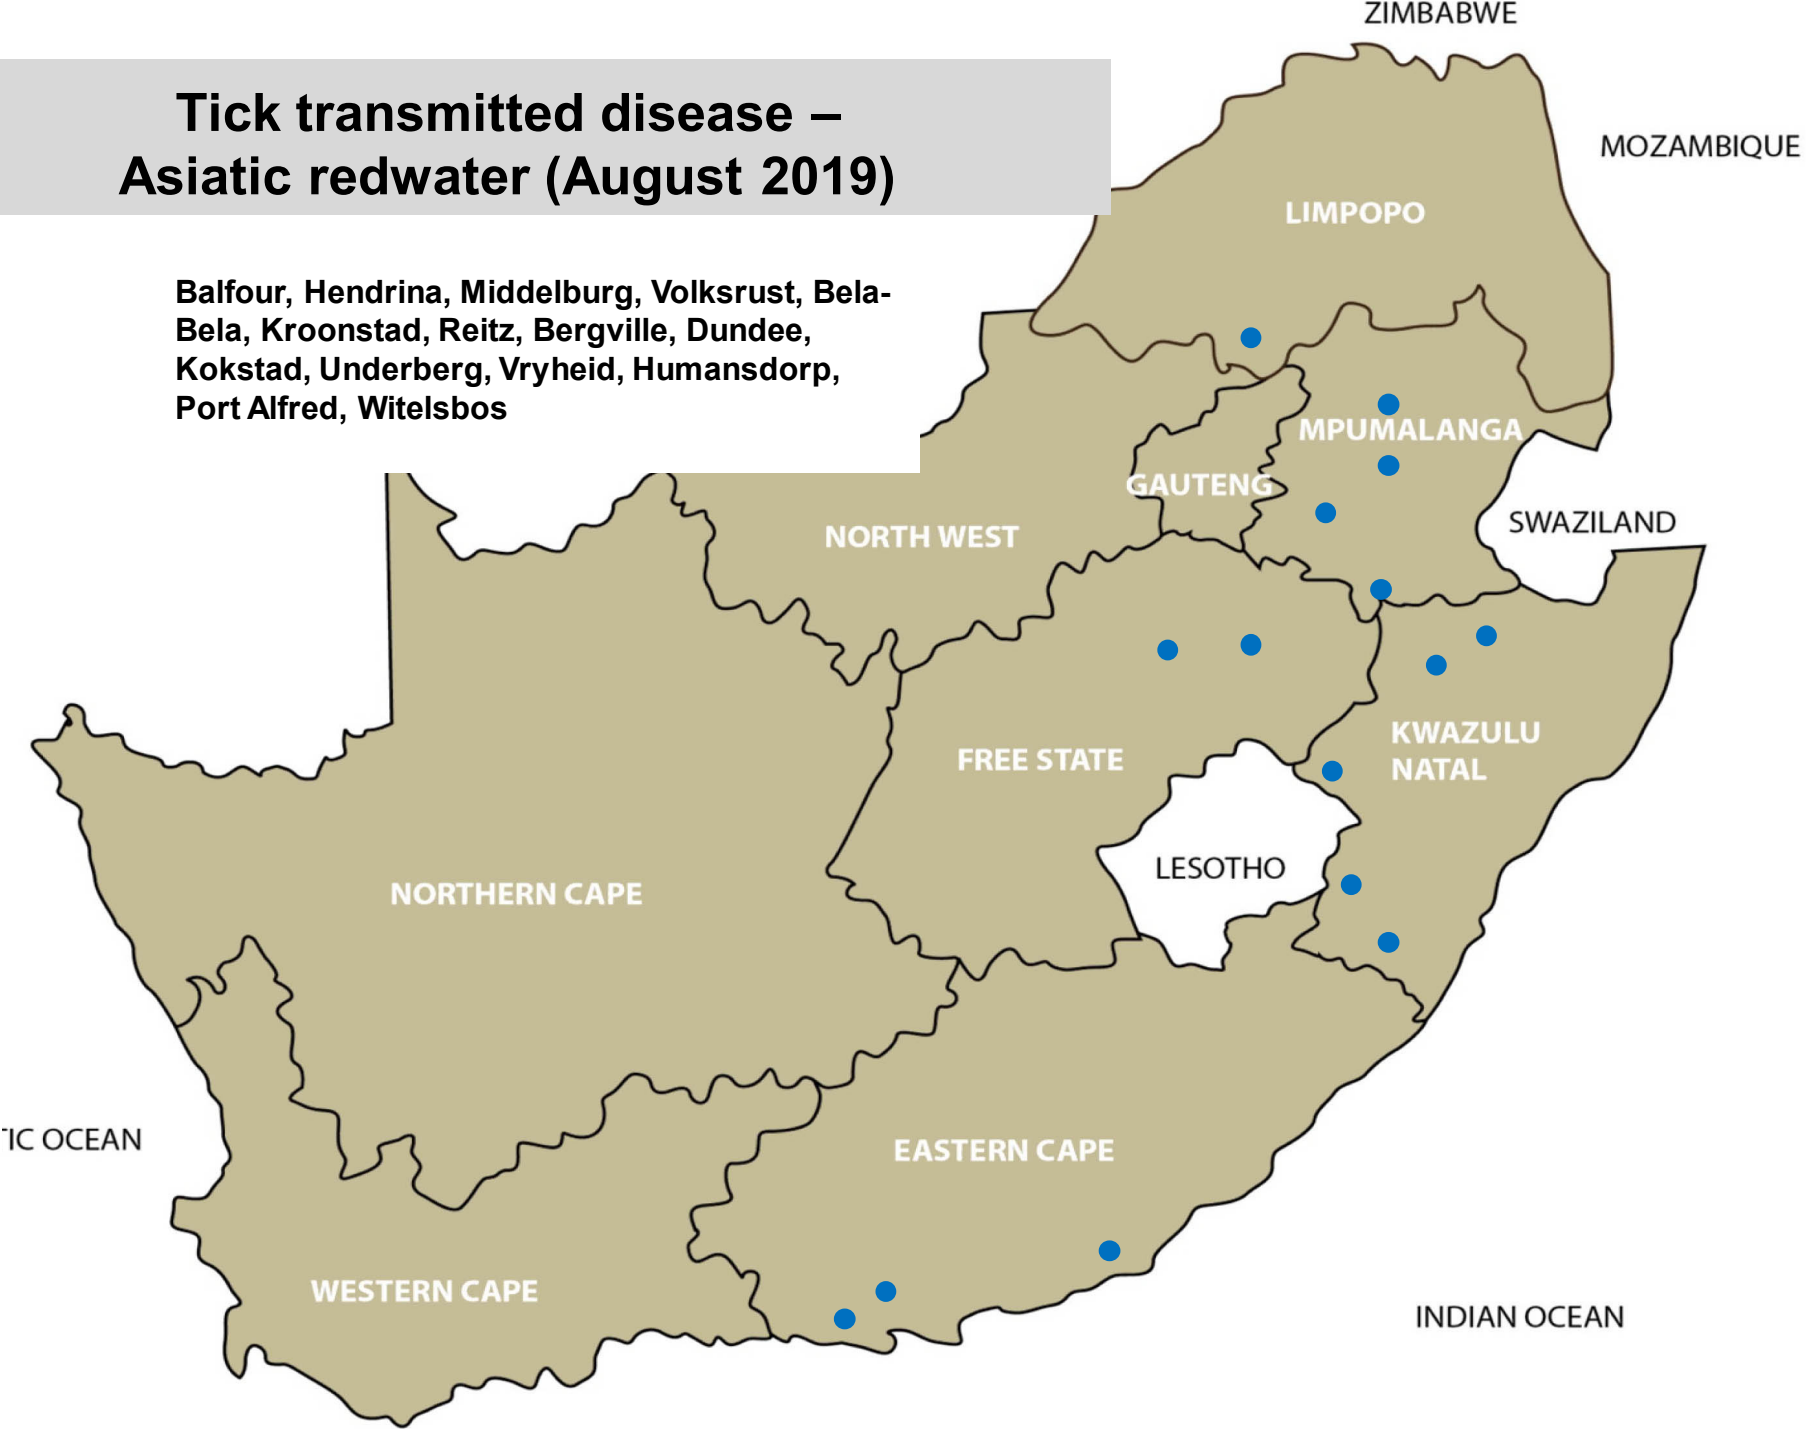 ZIMBABWE
Tick transmitted disease –
Asiatic redwater (August 2019)
MOZAMBIQUE
LIMPOPO
Balfour, Hendrina, Middelburg, Volksrust, Bela-
Bela, Kroonstad, Reitz, Bergville, Dundee,
Kokstad, Underberg, Vryheid, Humansdorp,
Port Alfred, Witelsbos
MPUMALANGA
GAUTENG
SWAZILAND
NORTH WEST
KWAZULU
NATAL
FREE STATE
LESOTHO
NORTHERN CAPE
TIC OCEAN
EASTERN CAPE
WESTERN CAPE
INDIAN OCEAN